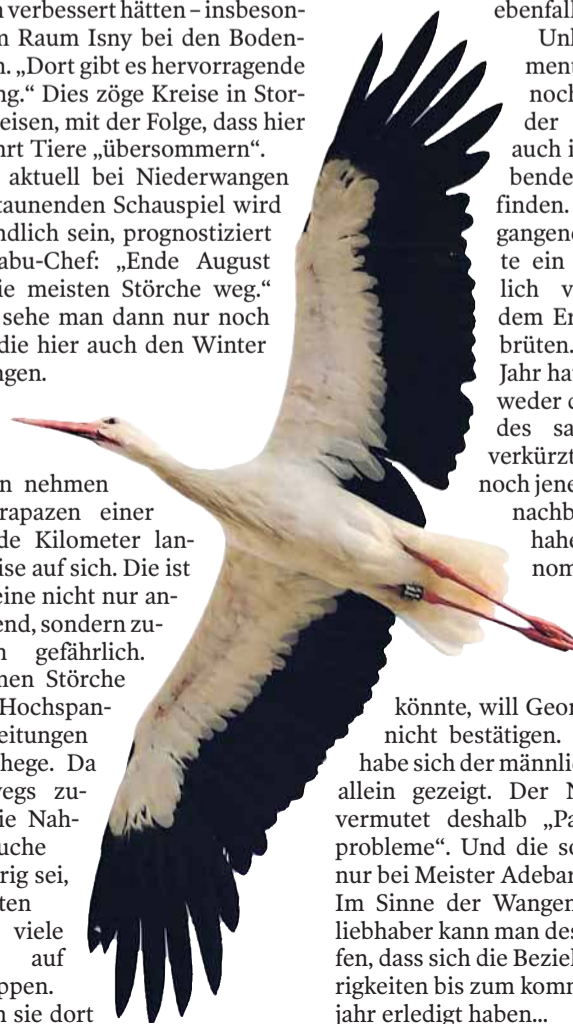 n verbessert hätten – insbeson-
m Raum Isny bei den Boden-
n. „Dort gibt es hervorragende
ng.“ Dies zöge Kreise in Stor-
eisen, mit der Folge, dass hier
hrt Tiere „übersommern“.
aktuell bei Niederwangen
taunenden Schauspiel wird
ndlich sein, prognostiziert
abu-Chef: „Ende August
ie meisten Störche weg.“
sehe man dann nur noch
die hier auch den Winter
ngen.
n nehmen
rapazen einer
de Kilometer lan-
ise auf sich. Die ist
eine nicht nur an-
end, sondern zu-
n gefährlich.
nen Störche
Hochspan-
eitungen
hege. Da
wegs zu-
ie Nah-
uche
rig sei,
ten
viele
auf
ppen.
n sie dort
ebenfall
Unl
ment
noch
der
auch i
bende
finden.
gangend
te ein
lich v
dem Er
brüten.
Jahr hat
weder d
des sa
verkürzt
noch jene
nachb
hahe
nom
könnte, will Geor
nicht bestätigen.
habe sich der männlic
allein gezeigt. Der N
vermutet deshalb „Pa
probleme“. Und die so
nur bei Meister Adebar
Im Sinne der Wangen
liebhaber kann man des
fen, dass sich die Bezieh
rigkeiten bis zum komm
jahr erledigt haben...